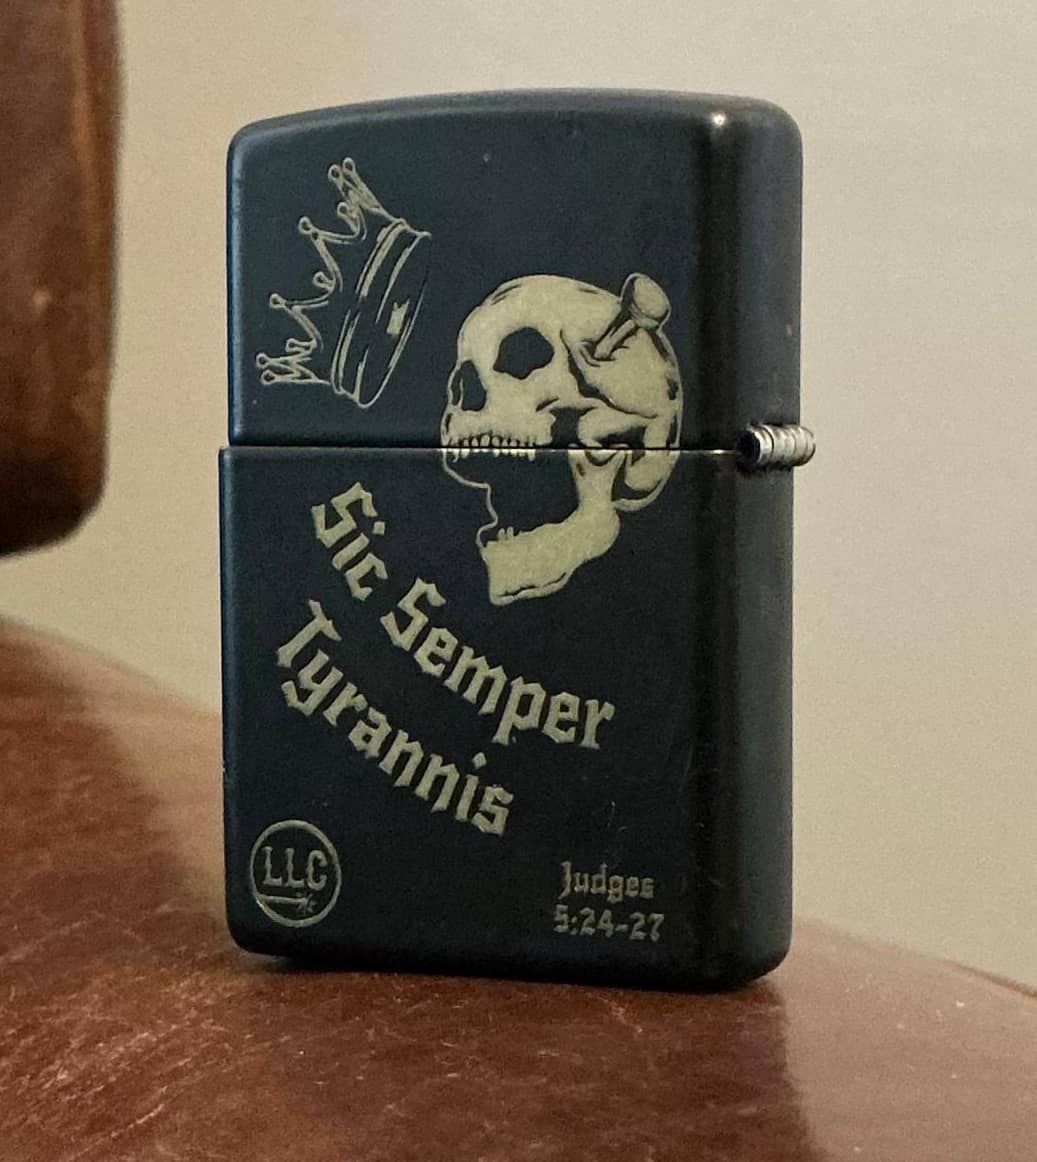 Sic Semper
Tyrannis
LLC
Judges
5:24-27